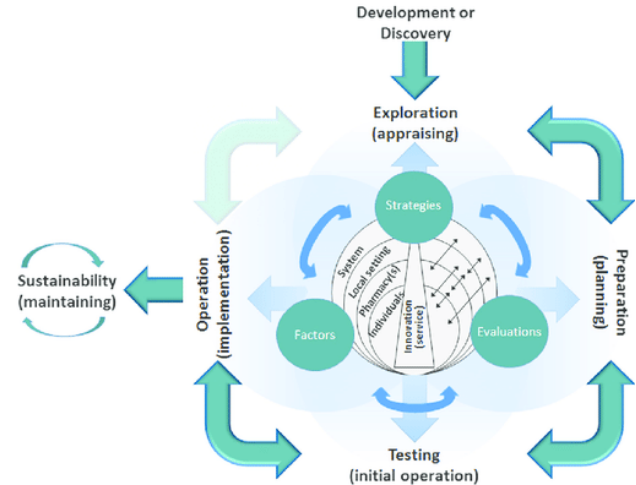 Development or
Discovery
Exploration
(appraising)
Strategies
System
Local setting
Pharmacy(s)
Individuals
Innovation
(service)
Factors
Evaluations
Operation
(implementation)
Preparation
(planning)
Sustainability
(maintaining)
Testing
(initial operation)